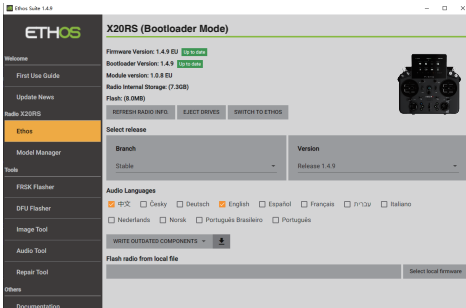 Ethos Suite 1.4.9
ETHOS
Welcome
First Use Guide
Update News
Radio X20RS
Ethos
Model Manager
Tools
FRSK Flasher
DFU Flasher
Image Tool
Audio Tool
Repair Tool
Others
Documentation
X20RS (Bootloader Mode)
Firmware Version: 1.4.9 EU Up to date
Bootloader Version: 1.4.9 Up to date
Module version: 1.0.8 EU
Radio Internal Storage: (7.3GB)
Flash: (8.0MB)
REFRESH RADIO INFO. EJECT DRIVES SWITCH TO ETHOS
Select release
Branch Version
Stable Release 1.4.9
Audio Languages
中文 Česky Deutsch English Español Français עברית Italiano
Nederlands Norsk Português Brasileiro Português
WRITE OUTDATED COMPONENTS
Flash radio from local file
Select local firmware